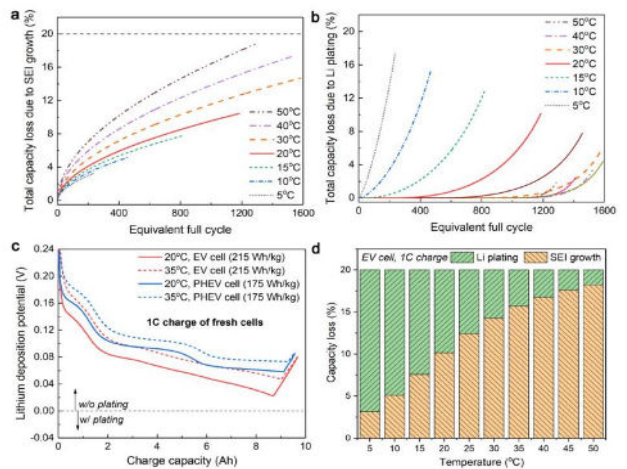 a
Total capacity loss due to SEI growth (%)
20
16
12
8
4
0
50°C
40°C
30°C
20°C
15°C
10°C
5°C
0 400 800 1200 1600
Equivalent full cycle
b
Total capacity loss due to Li plating (%)
20
16
12
8
4
0
50°C
40°C
30°C
20°C
15°C
10°C
5°C
0 400 800 1200 1600
Equivalent full cycle
c
Lithium deposition potential (V)
0.24
0.20
0.16
0.12
0.08
0.04
0.00
-0.04
20°C, EV cell (215 Wh/kg)
35°C, EV cell (215 Wh/kg)
20°C, PHEV cell (175 Wh/kg)
35°C, PHEV cell (175 Wh/kg)
1C charge of fresh cells
w/o plating
w/ plating
0 2 4 6 8 10
Charge capacity (Ah)
d
EV cell, 1C charge
Li plating
SEI growth
Capacity loss (%)
20
15
10
5
0
5 10 15 20 25 30 35 40 45 50
Temperature (°C)